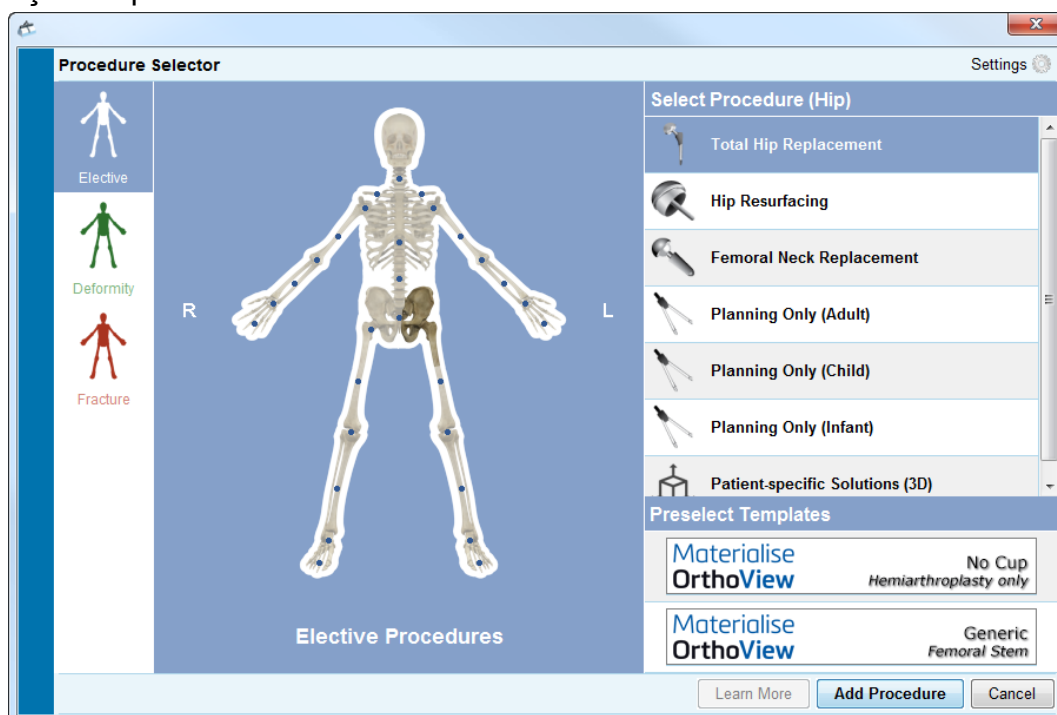 Procedure Selector
Settings
Elective
Deformity
Fracture
R
L
Elective Procedures
Select Procedure (Hip)
Total Hip Replacement
Hip Resurfacing
Femoral Neck Replacement
Planning Only (Adult)
Planning Only (Child)
Planning Only (Infant)
Patient-specific Solutions (3D)
Preselect Templates
Materialise
OrthoView
No Cup
Hemiarthroplasty only
Materialise
OrthoView
Generic
Femoral Stem
Learn More
Add Procedure
Cancel